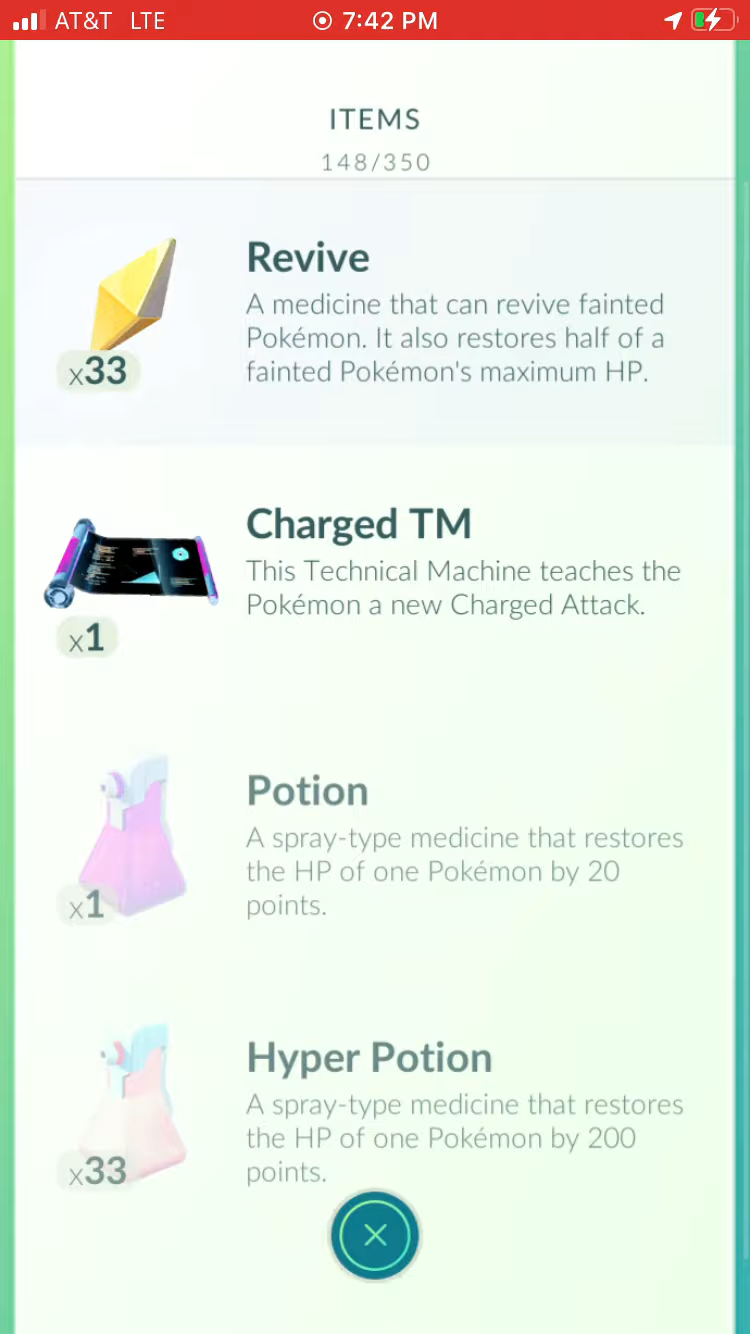 AT&T LTE 7:42 PM
ITEMS
148/350
Revive
A medicine that can revive fainted
Pokémon. It also restores half of a
fainted Pokémon's maximum HP.
x33
Charged TM
This Technical Machine teaches the
Pokémon a new Charged Attack.
x1
Potion
A spray-type medicine that restores
the HP of one Pokémon by 20
points.
x1
Hyper Potion
A spray-type medicine that restores
the HP of one Pokémon by 200
points.
x33